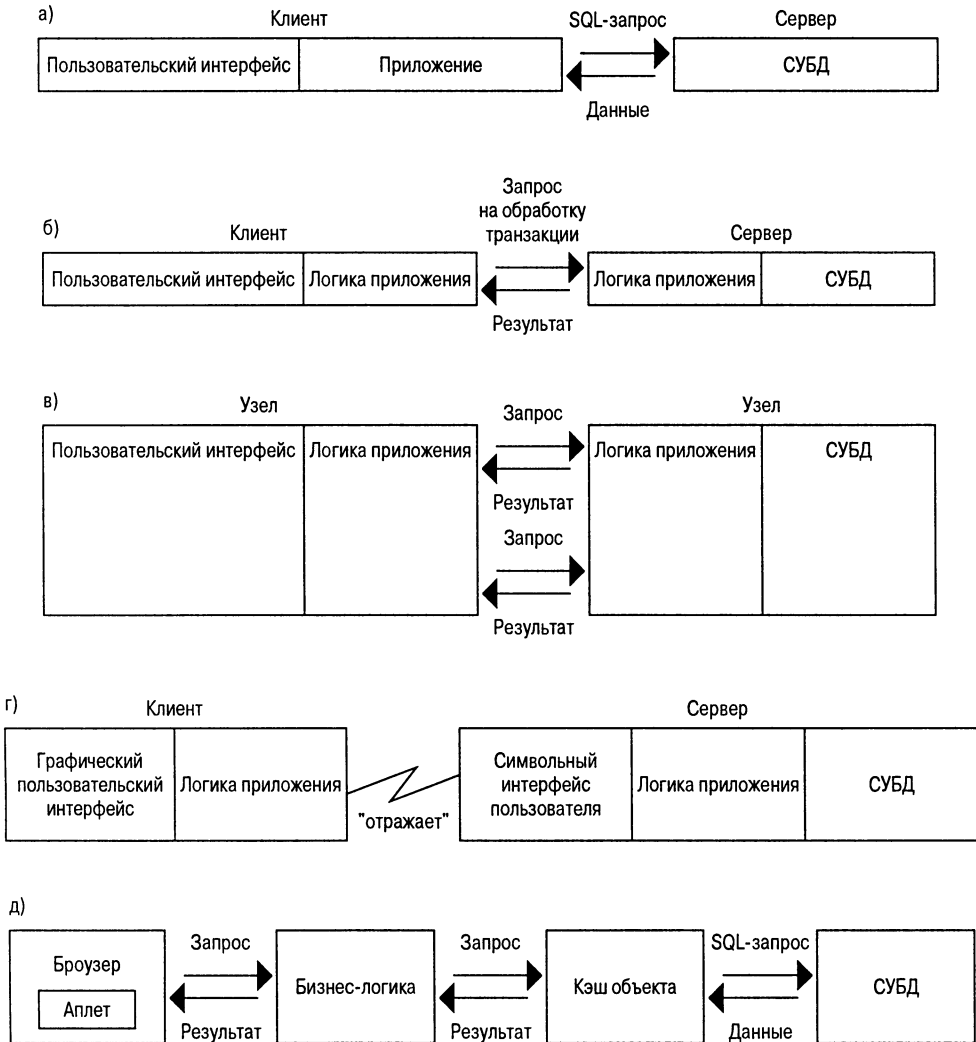 а)
Клиент
SQL-запрос
Сервер
Пользовательский интерфейс
Приложение
СУБД
Данные
б)
Клиент
Запрос
на обработку
транзакции
Сервер
Пользовательский интерфейс
Логика приложения
Логика приложения
СУБД
Результат
в)
Узел
Запрос
Узел
Пользовательский интерфейс
Логика приложения
Логика приложения
СУБД
Результат
Запрос
Результат
г)
Клиент
Сервер
Графический
пользовательский
интерфейс
Логика приложения
"отражает"
Символьный
интерфейс
пользователя
Логика приложения
СУБД
д)
Броузер
Аплет
Запрос
Результат
Бизнес-логика
Запрос
Результат
Кэш объекта
SQL-запрос
Данные
СУБД